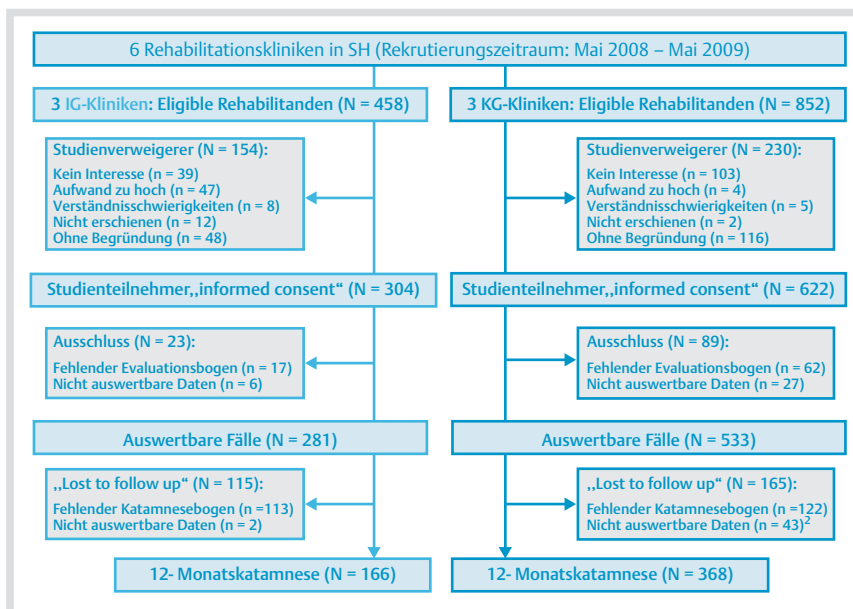 6 Rehabilitationskliniken in SH (Rekrutierungszeitraum: Mai 2008 – Mai 2009)
3 IG-Kliniken: Eligible Rehabilitanden (N = 458)
Studienverweigerer (N = 154):
Kein Interesse (n = 39)
Aufwand zu hoch (n = 47)
Verständnisschwierigkeiten (n = 8)
Nicht erschienen (n = 12)
Ohne Begründung (n = 48)
Studienteilnehmer,,informed consent“ (N = 304)
Ausschluss (N = 23):
Fehlender Evaluationsbogen (n = 17)
Nicht auswertbare Daten (n = 6)
Auswertbare Fälle (N = 281)
,,Lost to follow up“ (N = 115):
Fehlender Katamnesebogen (n =113)
Nicht auswertbare Daten (n = 2)
12- Monatskatamnese (N = 166)
3 KG-Kliniken: Eligible Rehabilitanden (N = 852)
Studienverweigerer (N = 230):
Kein Interesse (n = 103)
Aufwand zu hoch (n = 4)
Verständnisschwierigkeiten (n = 5)
Nicht erschienen (n = 2)
Ohne Begründung (n = 116)
Studienteilnehmer,,informed consent“ (N = 622)
Ausschluss (N = 89):
Fehlender Evaluationsbogen (n = 62)
Nicht auswertbare Daten (n = 27)
Auswertbare Fälle (N = 533)
,,Lost to follow up“ (N = 165):
Fehlender Katamnesebogen (n =122)
Nicht auswertbare Daten (n = 43)²
12- Monatskatamnese (N = 368)